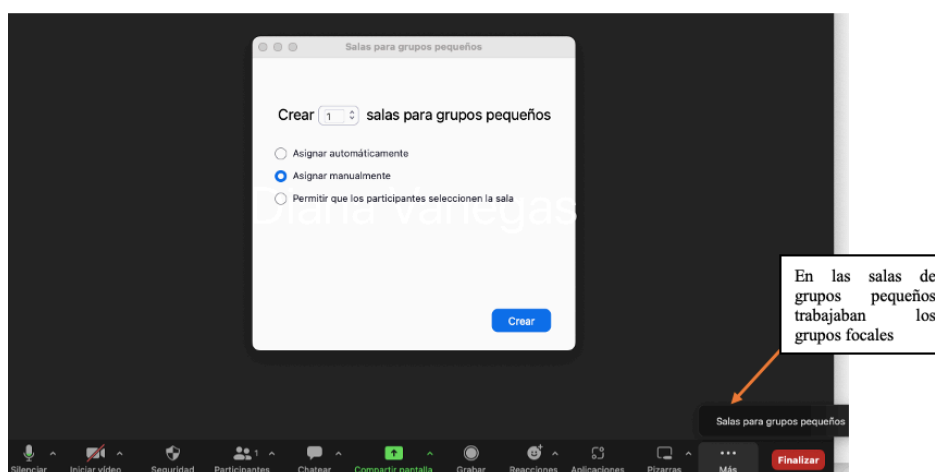 Salas para grupos pequeños
Crear 1 salas para grupos pequeños
Asignar automáticamente
Asignar manualmente
Permitir que los participantes seleccionen la sala
Diana Vanegas
Crear
En las salas de
grupos pequeños
trabajaban los
grupos focales
Salas para grupos pequeños
1
Silenciar Iniciar video Seguridad Participantes Chatear Compartir pantalla Grabar Reacciones Aplicaciones Pizarras Más Finalizar